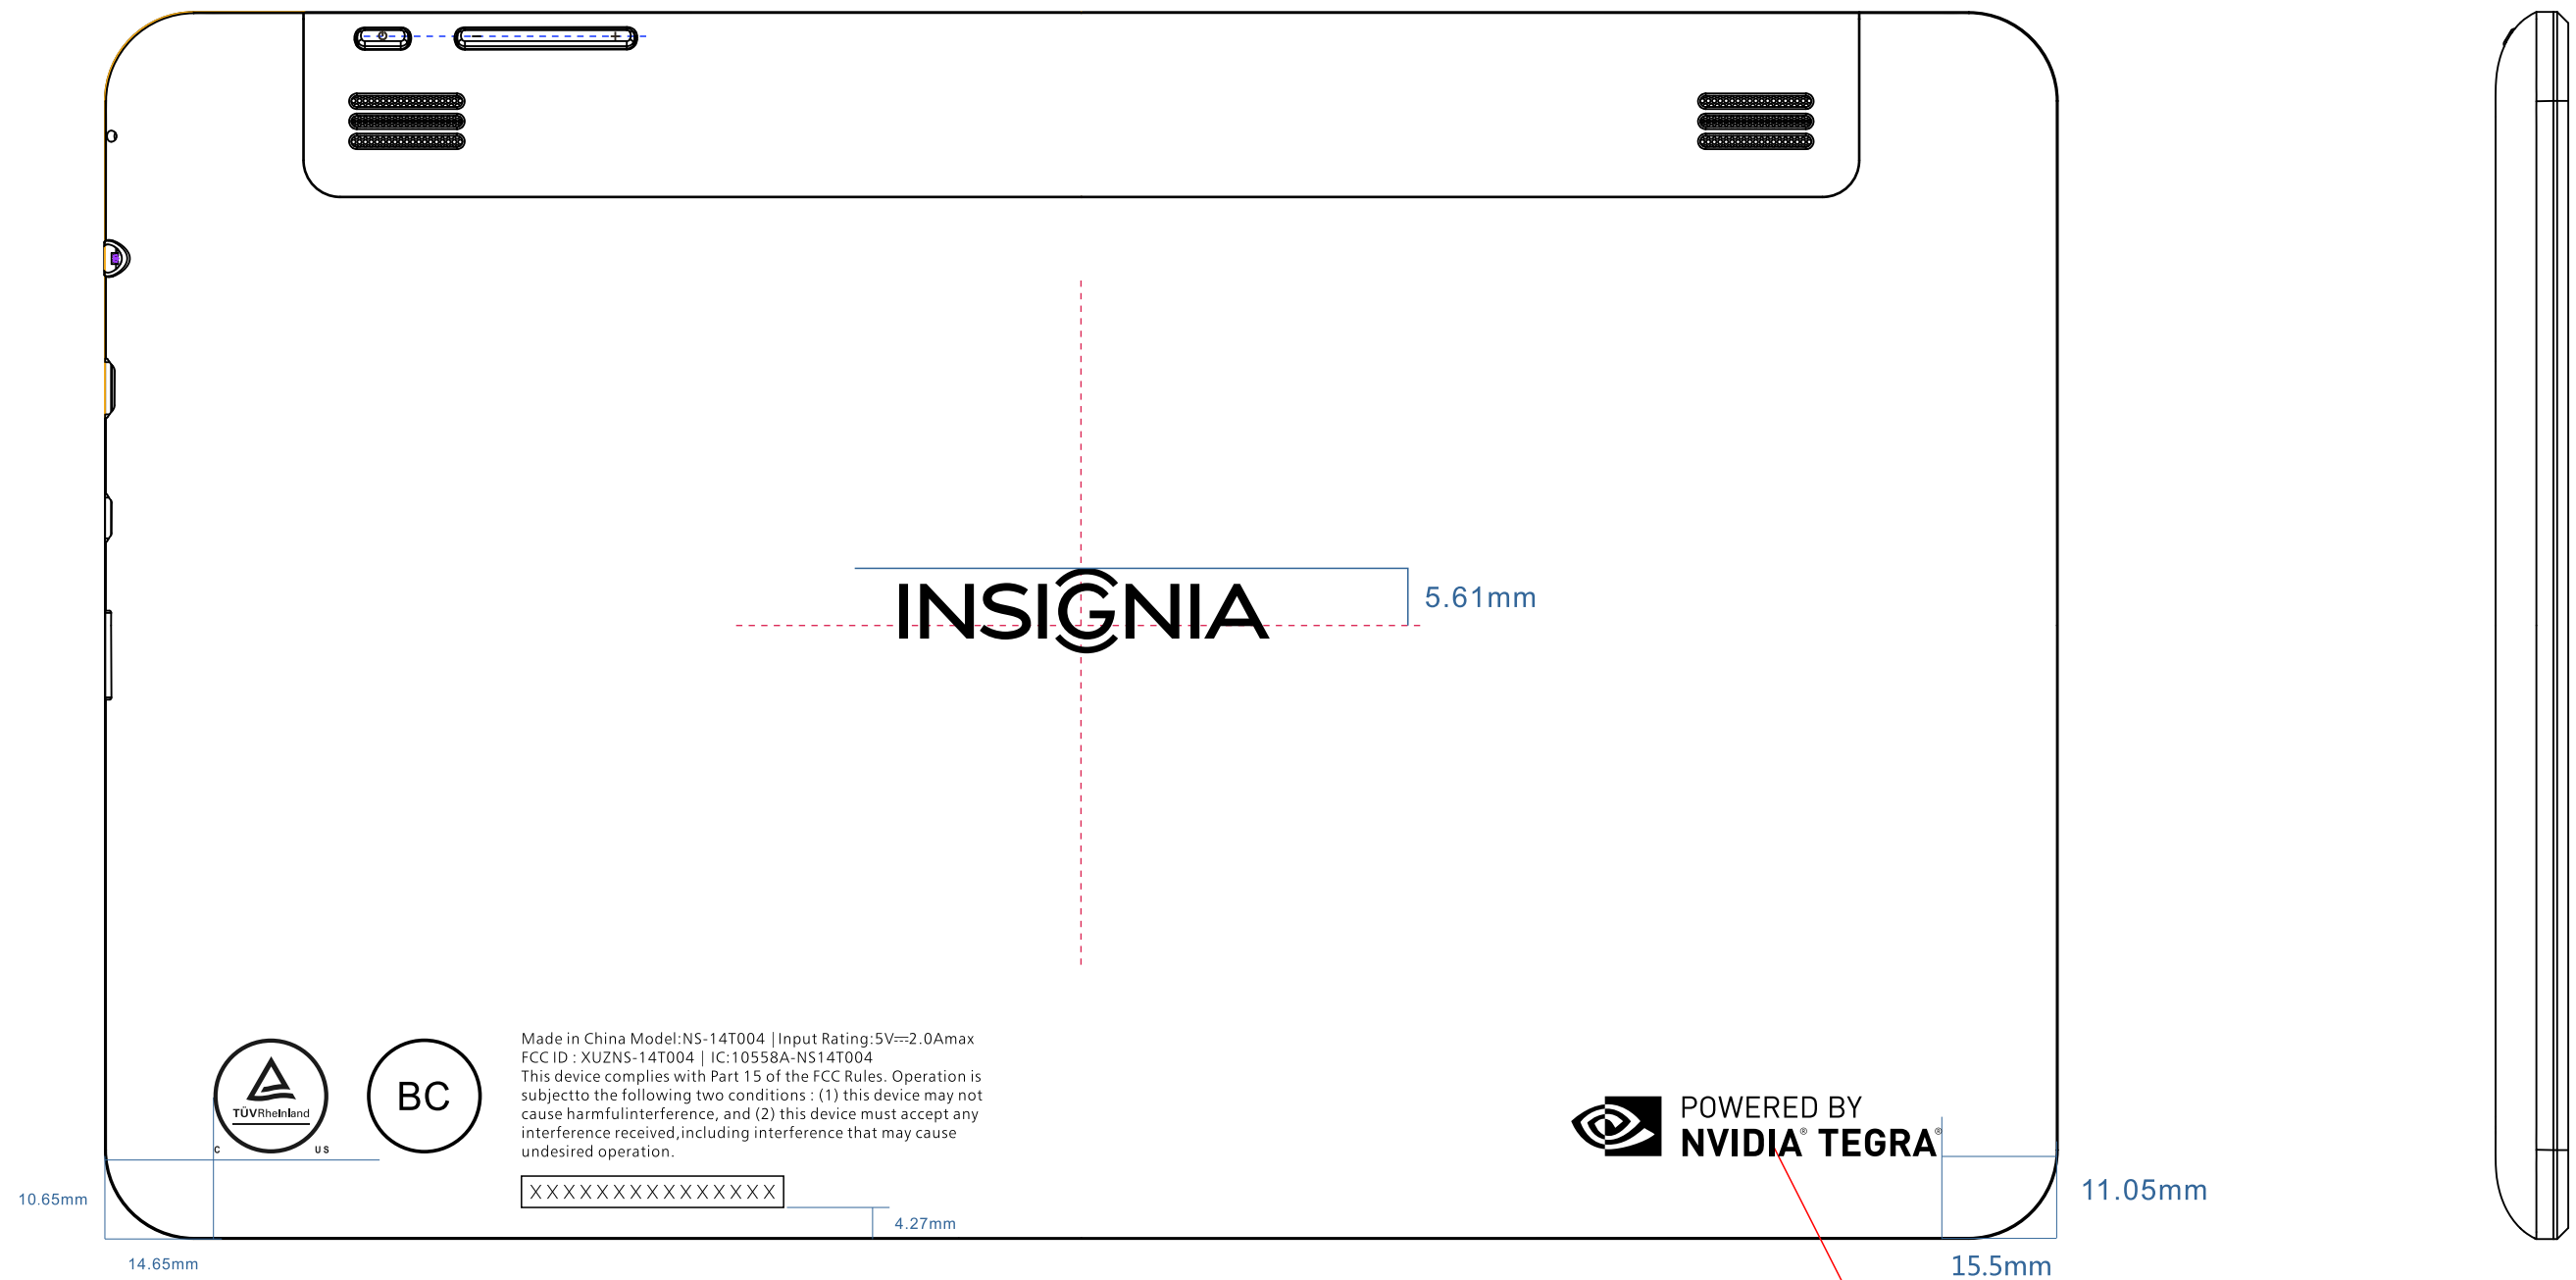 INSIGNIA
5.61mm
TÜVRheinland
C US
BC
Made in China Model:NS-14T004 | Input Rating:5V⎓2.0Amax
FCC ID : XUZNS-14T004 | IC:10558A-NS14T004
This device complies with Part 15 of the FCC Rules. Operation is
subjectto the following two conditions : (1) this device may not
cause harmfulinterference, and (2) this device must accept any
interference received,including interference that may cause
undesired operation.
XXXXXXXXXXXXXXX
POWERED BY
NVIDIA® TEGRA®
10.65mm
14.65mm
4.27mm
11.05mm
15.5mm